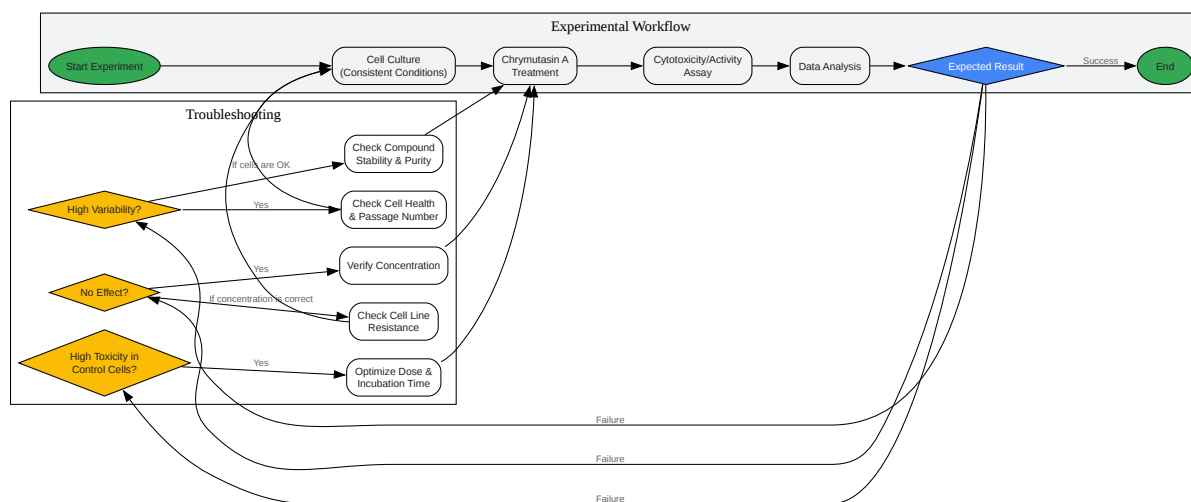 Experimental Workflow
Start Experiment
Cell Culture
(Consistent Conditions)
Chrymutasin A
Treatment
Cytotoxicity/Activity
Assay
Data Analysis
Expected Result
Success
End
Troubleshooting
Check Compound
Stability & Purity
If cells are OK
High Variability?
Yes
Check Cell Health
& Passage Number
Verify Concentration
Yes
No Effect?
If concentration is correct
Check Cell Line
Resistance
High Toxicity in
Control Cells?
Yes
Optimize Dose &
Incubation Time
Failure
Failure
Failure